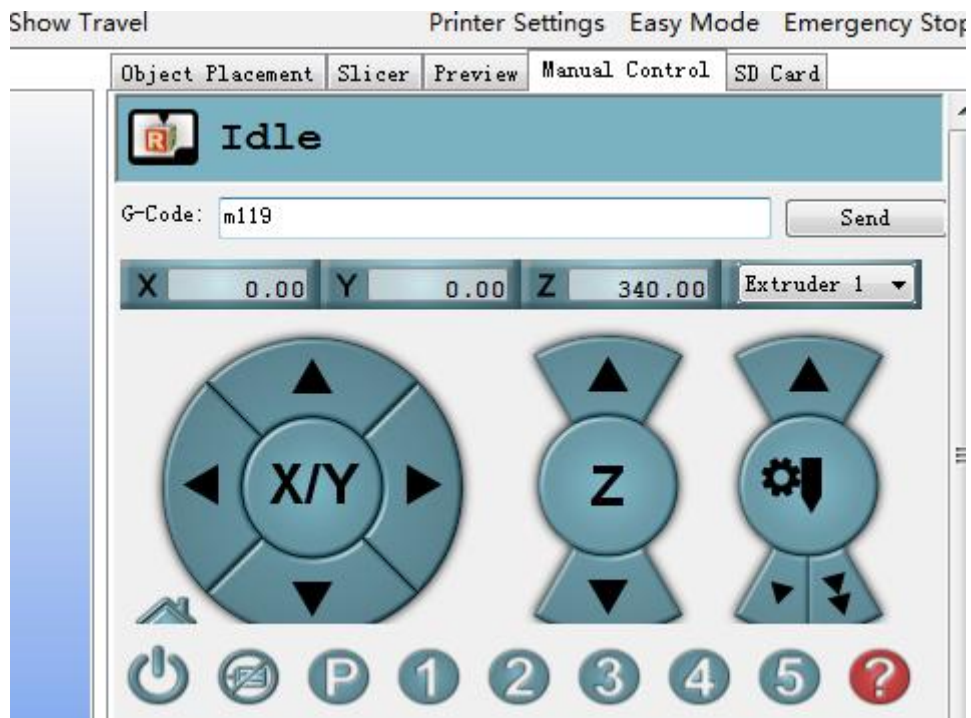 Show Travel Printer Settings Easy Mode Emergency Stop
Object Placement Slicer Preview Manual Control SD Card
R Idle
G-Code: m119 Send
X 0.00 Y 0.00 Z 340.00 Extruder 1
X/Y Z
P 1 2 3 4 5 ?